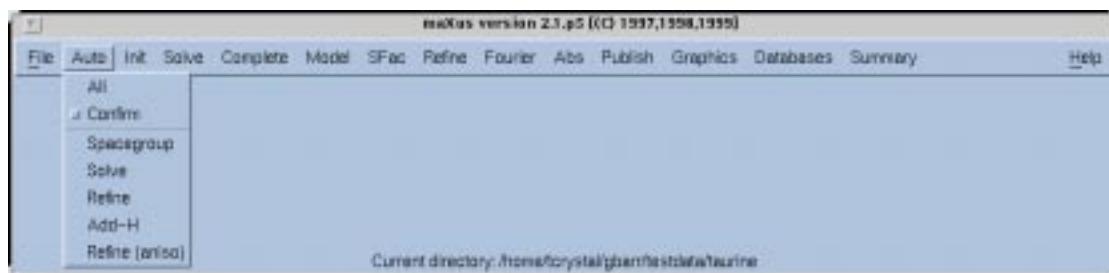 maXus version 2.1.p5 [(C) 1997,1998,1999]
File Auto Init Solve Complete Model SFac Refine Fourier Abs Publish Graphics Databases Summary Help
All
Confirm
Spacegroup
Solve
Refine
Add-H
Refine (aniso)
Current directory: /home/tcrystal/gbarr/testdata/taurine